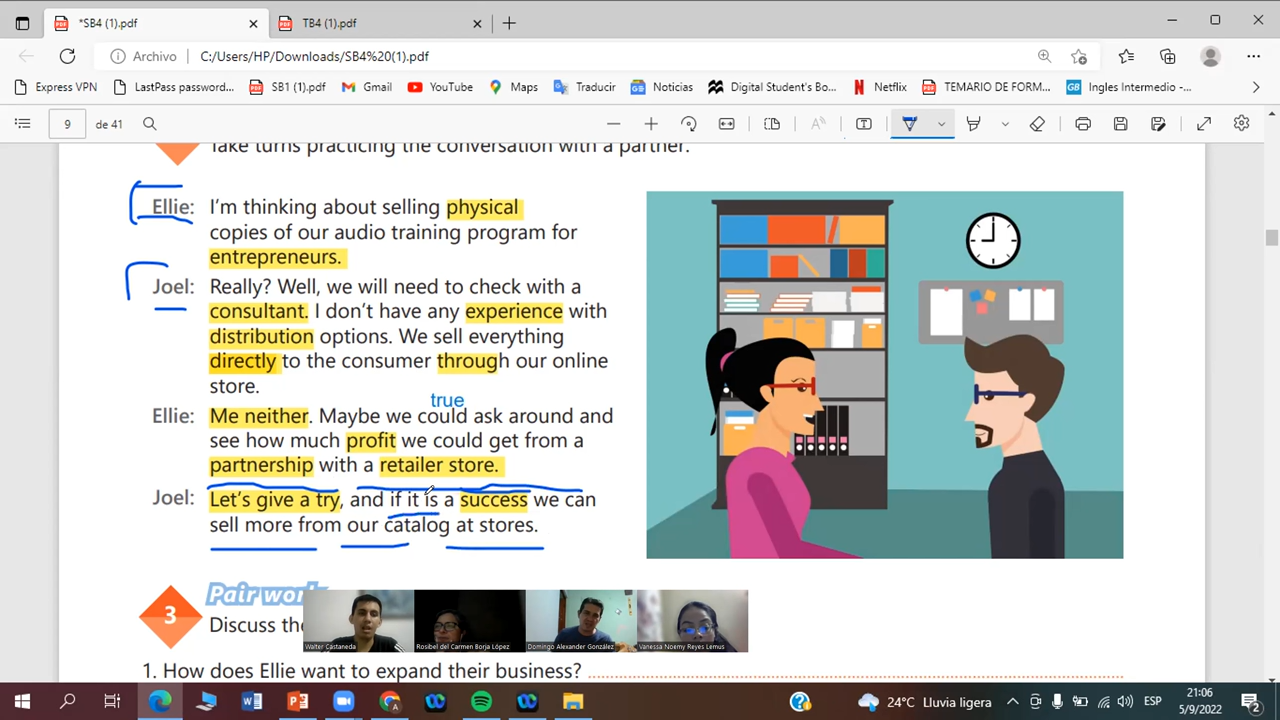 *SB4 (1).pdf
TB4 (1).pdf
Archivo C:/Users/HP/Downloads/SB4%20(1).pdf
Express VPN LastPass password... SB1 (1).pdf Gmail YouTube Maps Traducir Noticias Digital Student's Bo... Netflix TEMARIO DE FORM... Ingles Intermedio -...
9 de 41
Take turns practicing the conversation with a partner.
Ellie: I'm thinking about selling physical
copies of our audio training program for
entrepreneurs.
Joel: Really? Well, we will need to check with a
consultant. I don't have any experience with
distribution options. We sell everything
directly to the consumer through our online
store.
true
Ellie: Me neither. Maybe we could ask around and
see how much profit we could get from a
partnership with a retailer store.
Joel: Let's give a try, and if it is a success we can
sell more from our catalog at stores.
3 Pair work
Discuss the
Walter Castaneda Rosibel del Carmen Borja López Domingo Alexander González Vanessa Noemy Reyes Lemus
1. How does Ellie want to expand their business?
24°C Lluvia ligera ESP 21:06
5/9/2022 2